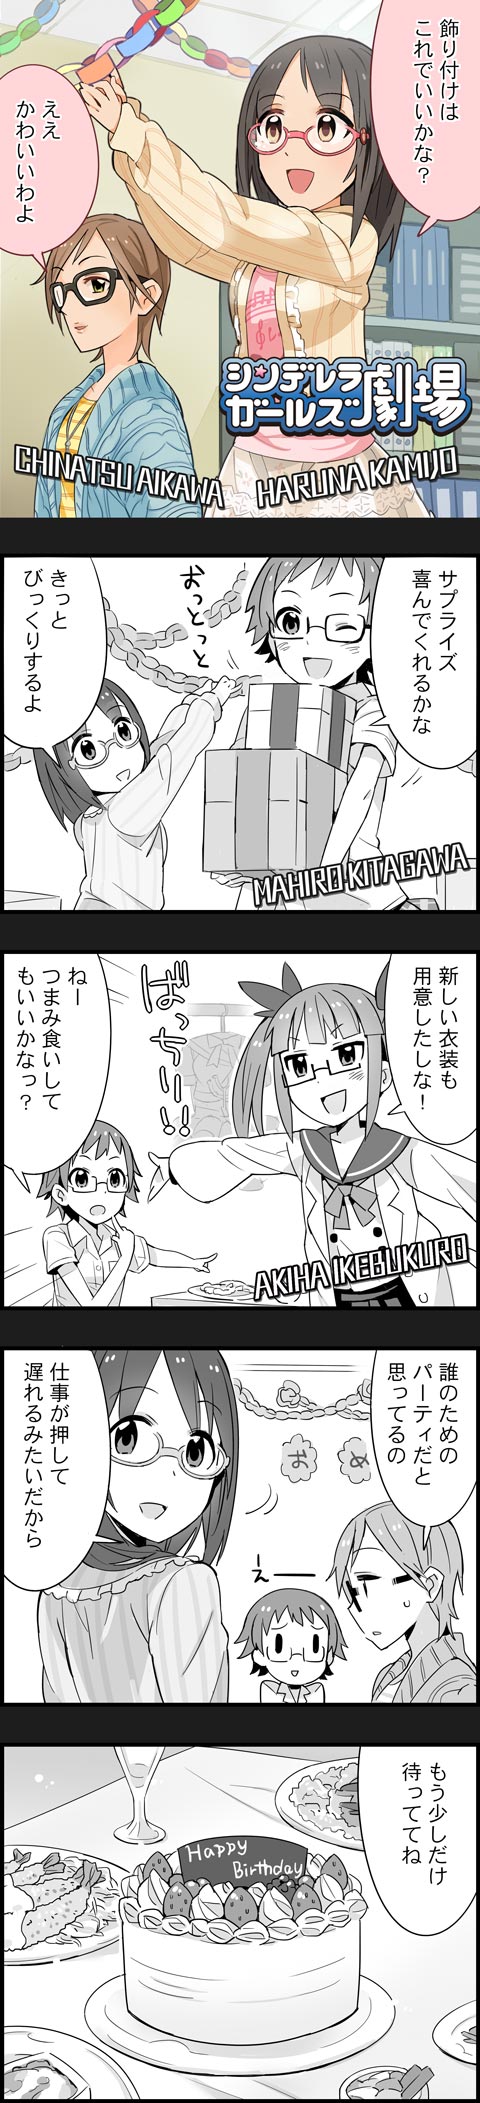 飾り付けは
これでいいかな?
ええ
かわいいわよ
シンデレラ
ガールズ劇場
CHINATSU AIKAWA
HARUNA KAMIJO
サプライズ
喜んでくれるかな
おっとっと
きっと
びっくりするよ
MAHIRO KITAGAWA
新しい衣装も
用意したしな!
ばっちりー!!
ねー
つまみ食いして
もいいかなっ?
AKIHA IKEBUKURO
誰のための
パーティだと
思ってるの
おめ
えーー
仕事が押して
遅れるみたいだから
もう少しだけ
待っててね
Happy
Birthday